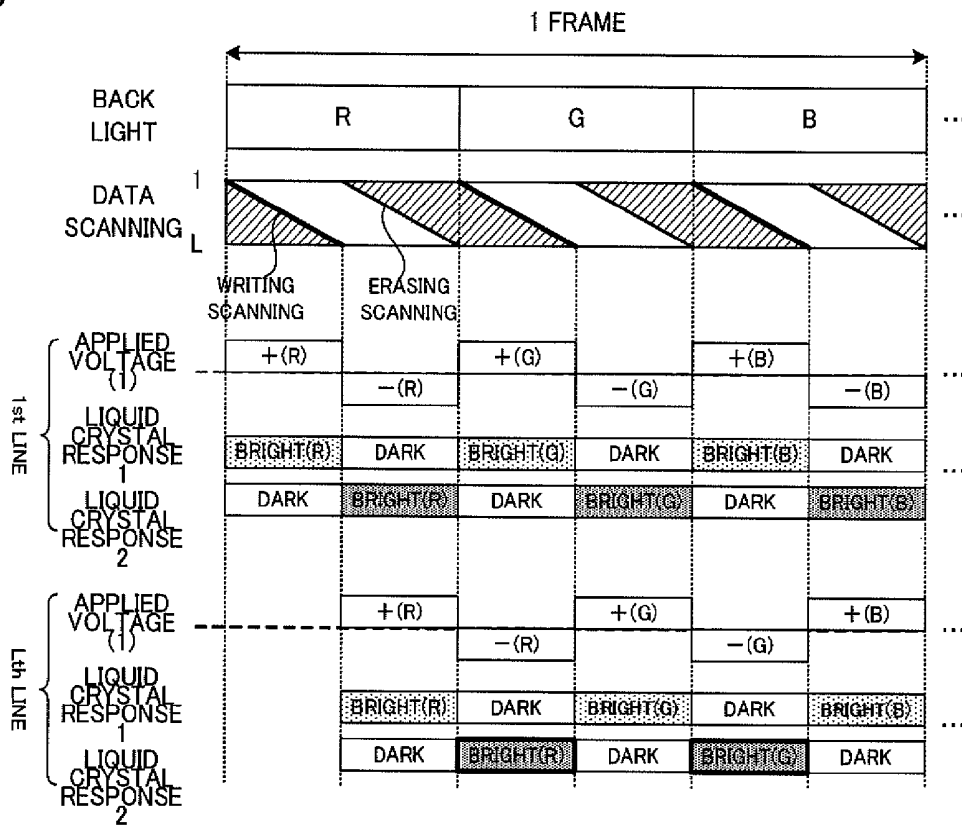 1 FRAME
BACK
LIGHT
R G B ...
DATA
SCANNING
1
L
...
WRITING
SCANNING
ERASING
SCANNING
1st LINE
APPLIED
VOLTAGE
(1)
+(R) +(G) +(B)
-(R) -(G) -(B)
...
LIQUID
CRYSTAL
RESPONSE
1
BRIGHT(R) DARK BRIGHT(G) DARK BRIGHT(B) DARK
...
LIQUID
CRYSTAL
RESPONSE
2
DARK BRIGHT(R) DARK BRIGHT(G) DARK BRIGHT(B)
Lth LINE
APPLIED
VOLTAGE
(1)
+(R) +(G) +(B)
-(R) -(G)
...
LIQUID
CRYSTAL
RESPONSE
1
BRIGHT(R) DARK BRIGHT(G) DARK BRIGHT(B)
...
LIQUID
CRYSTAL
RESPONSE
2
DARK BRIGHT(R) DARK BRIGHT(G) DARK